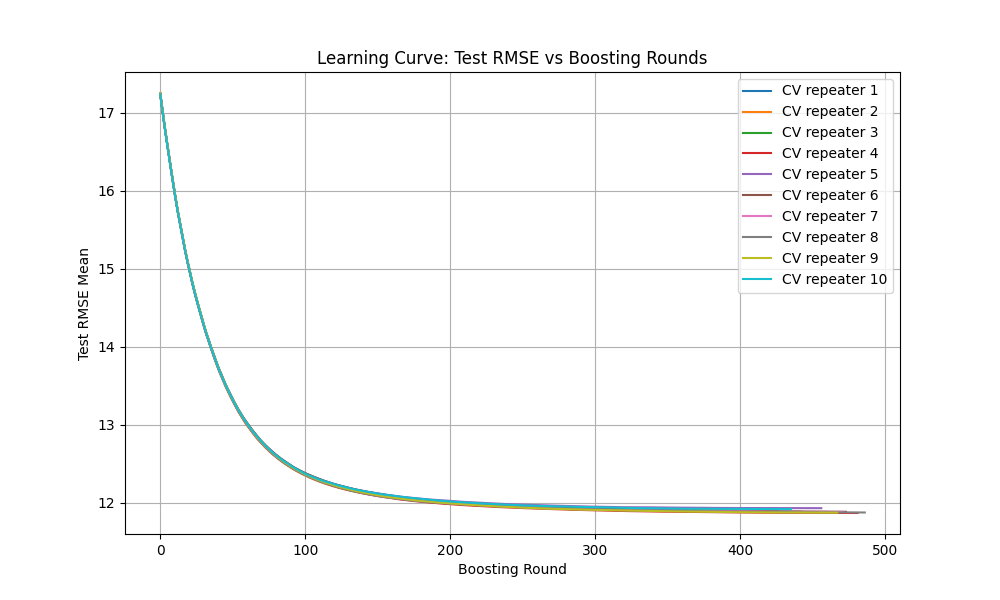 Learning Curve: Test RMSE vs Boosting Rounds
CV repeater 1
CV repeater 2
CV repeater 3
CV repeater 4
CV repeater 5
CV repeater 6
CV repeater 7
CV repeater 8
CV repeater 9
CV repeater 10
Test RMSE Mean
17
16
15
14
13
12
0 100 200 300 400 500
Boosting Round